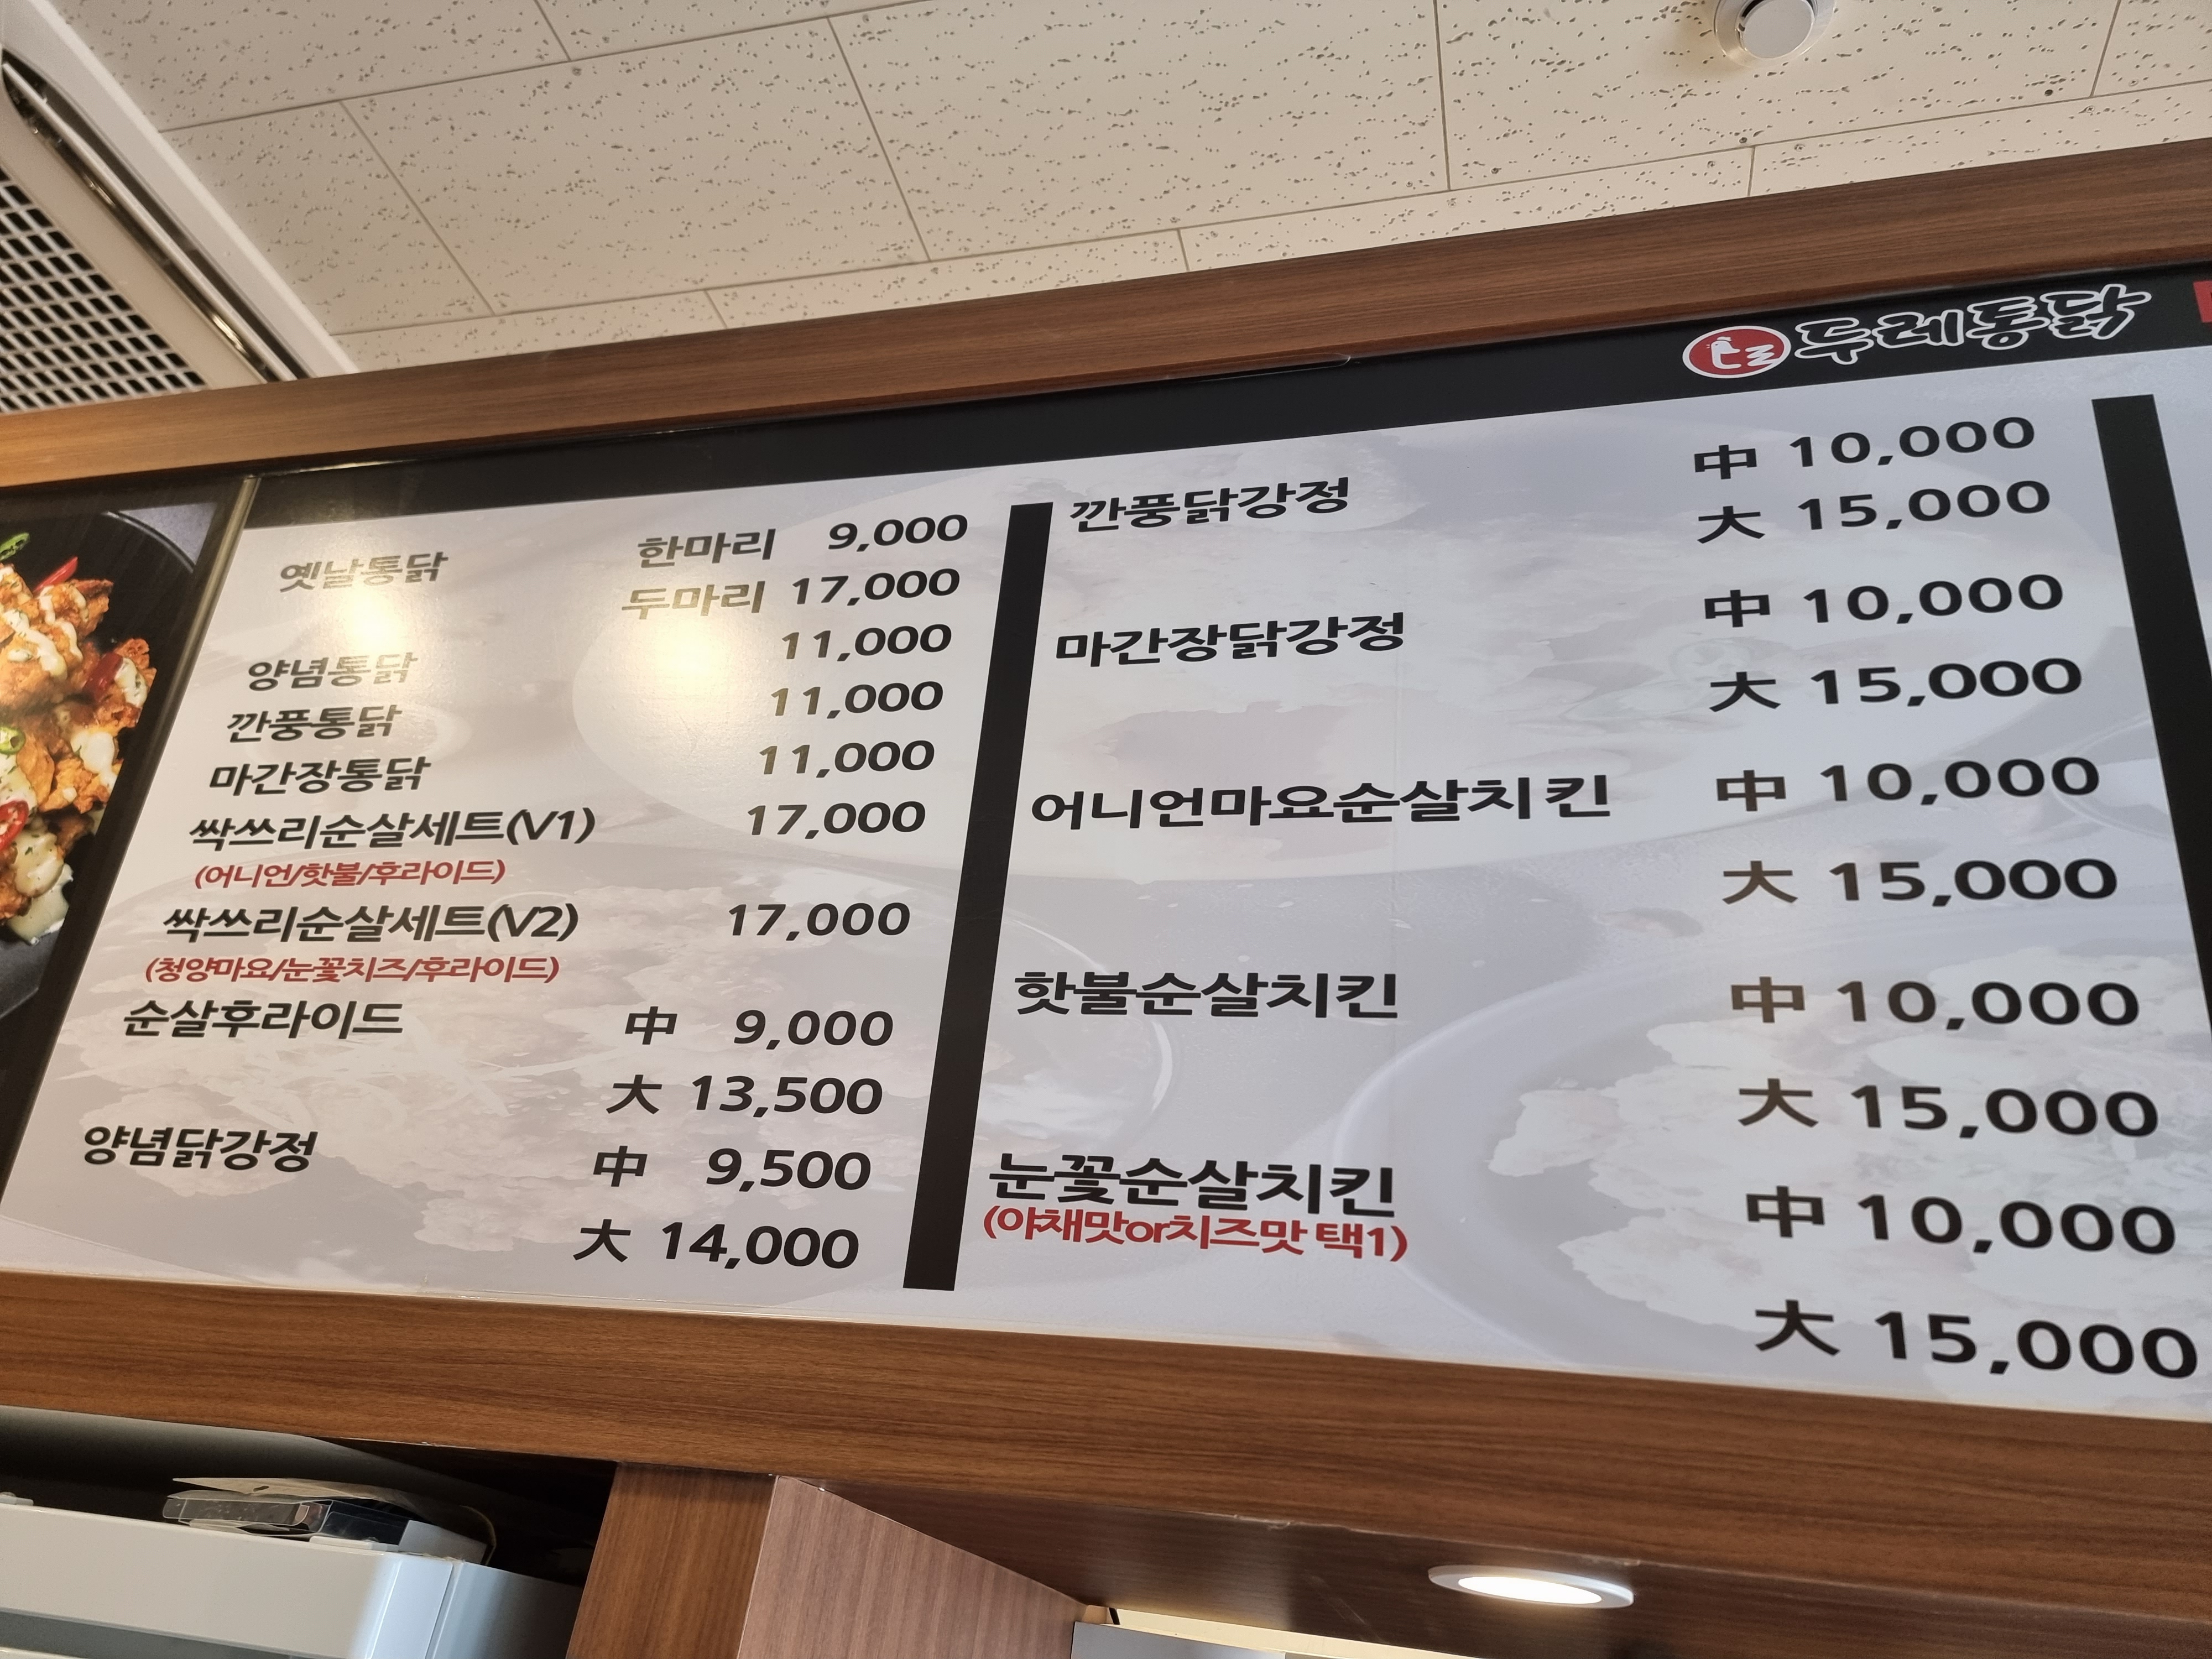 두레통닭
옛날통닭 한마리 9,000
두마리 17,000
양념통닭 11,000
깐풍통닭 11,000
마간장통닭 11,000
싹쓰리순살세트(V1) 17,000
(어니언/핫불/후라이드)
싹쓰리순살세트(V2) 17,000
(청양마요/눈꽃치즈/후라이드)
순살후라이드 中 9,000
大 13,500
양념닭강정 中 9,500
大 14,000
깐풍닭강정 中 10,000
大 15,000
마간장닭강정 中 10,000
大 15,000
어니언마요순살치킨 中 10,000
大 15,000
핫불순살치킨 中 10,000
大 15,000
눈꽃순살치킨 中 10,000
(야채맛or치즈맛 택1)
大 15,000